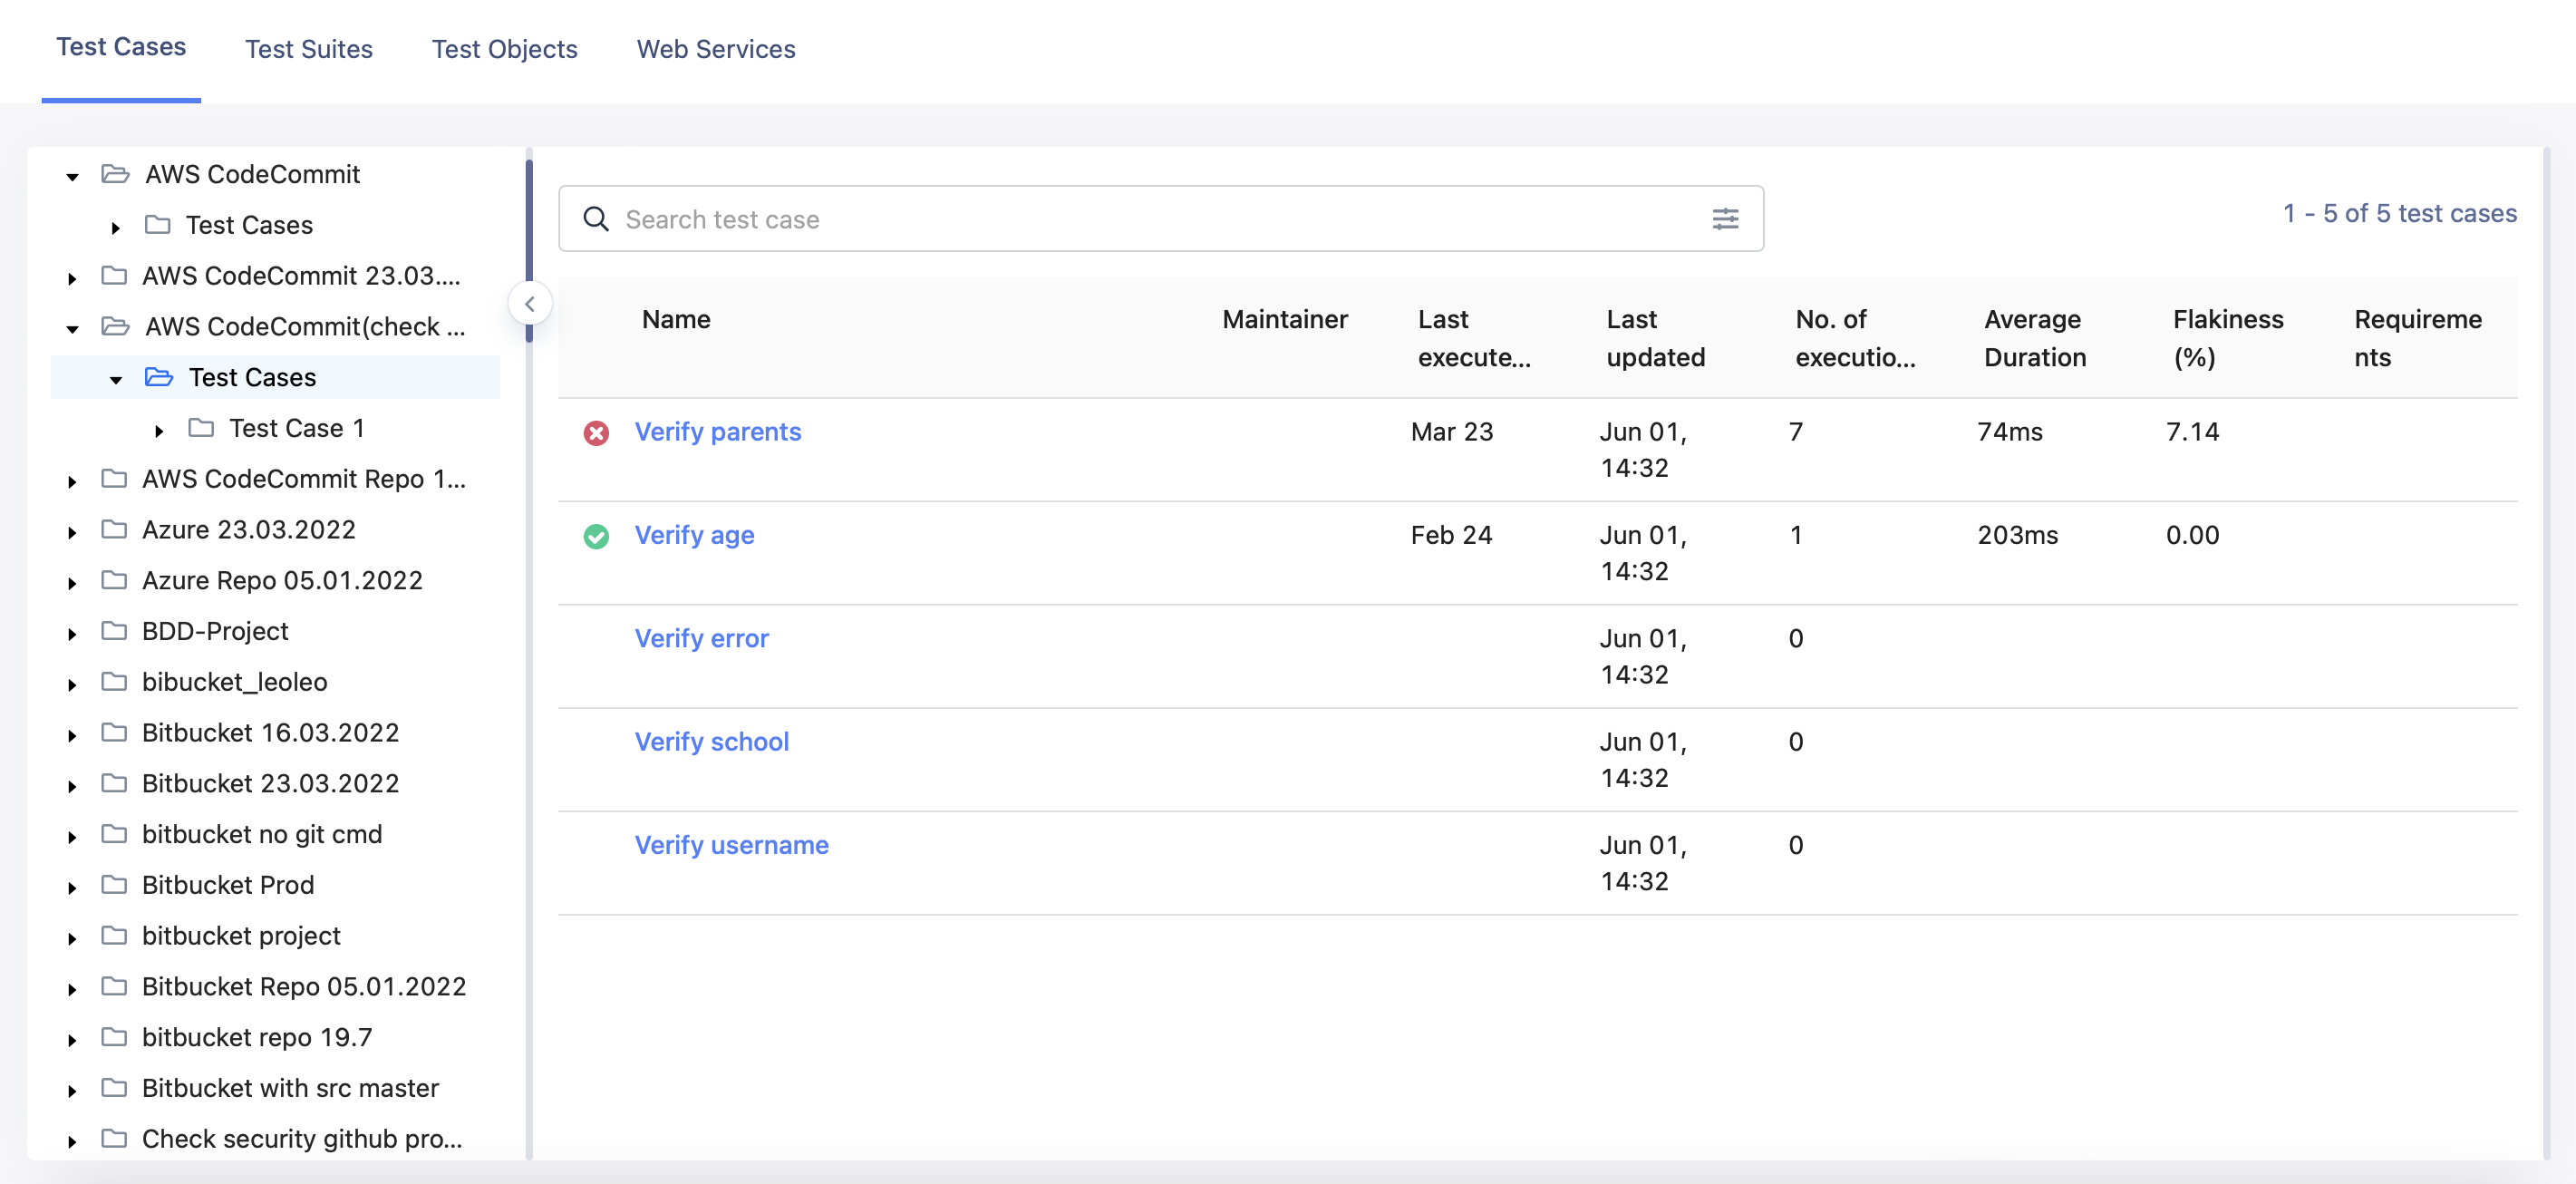 Test Cases
Test Suites
Test Objects
Web Services
AWS CodeCommit
Test Cases
AWS CodeCommit 23.03....
AWS CodeCommit(check ...
Test Cases
Test Case 1
AWS CodeCommit Repo 1...
Azure 23.03.2022
Azure Repo 05.01.2022
BDD-Project
bibucket_leoleo
Bitbucket 16.03.2022
Bitbucket 23.03.2022
bitbucket no git cmd
Bitbucket Prod
bitbucket project
Bitbucket Repo 05.01.2022
bitbucket repo 19.7
Bitbucket with src master
Check security github pro...
Search test case
1 - 5 of 5 test cases
Name
Maintainer
Last
execute...
Last
updated
No. of
executio...
Average
Duration
Flakiness
(%)
Requireme
nts
Verify parents
Mar 23
Jun 01,
14:32
7
74ms
7.14
Verify age
Feb 24
Jun 01,
14:32
1
203ms
0.00
Verify error
Jun 01,
14:32
0
Verify school
Jun 01,
14:32
0
Verify username
Jun 01,
14:32
0